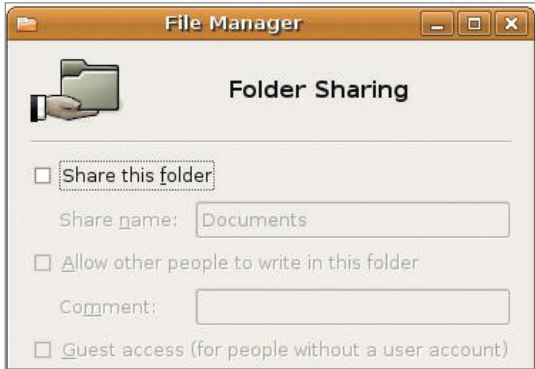 File Manager
Folder Sharing
Share this folder
Share name: Documents
Allow other people to write in this folder
Comment:
Guest access (for people without a user account)